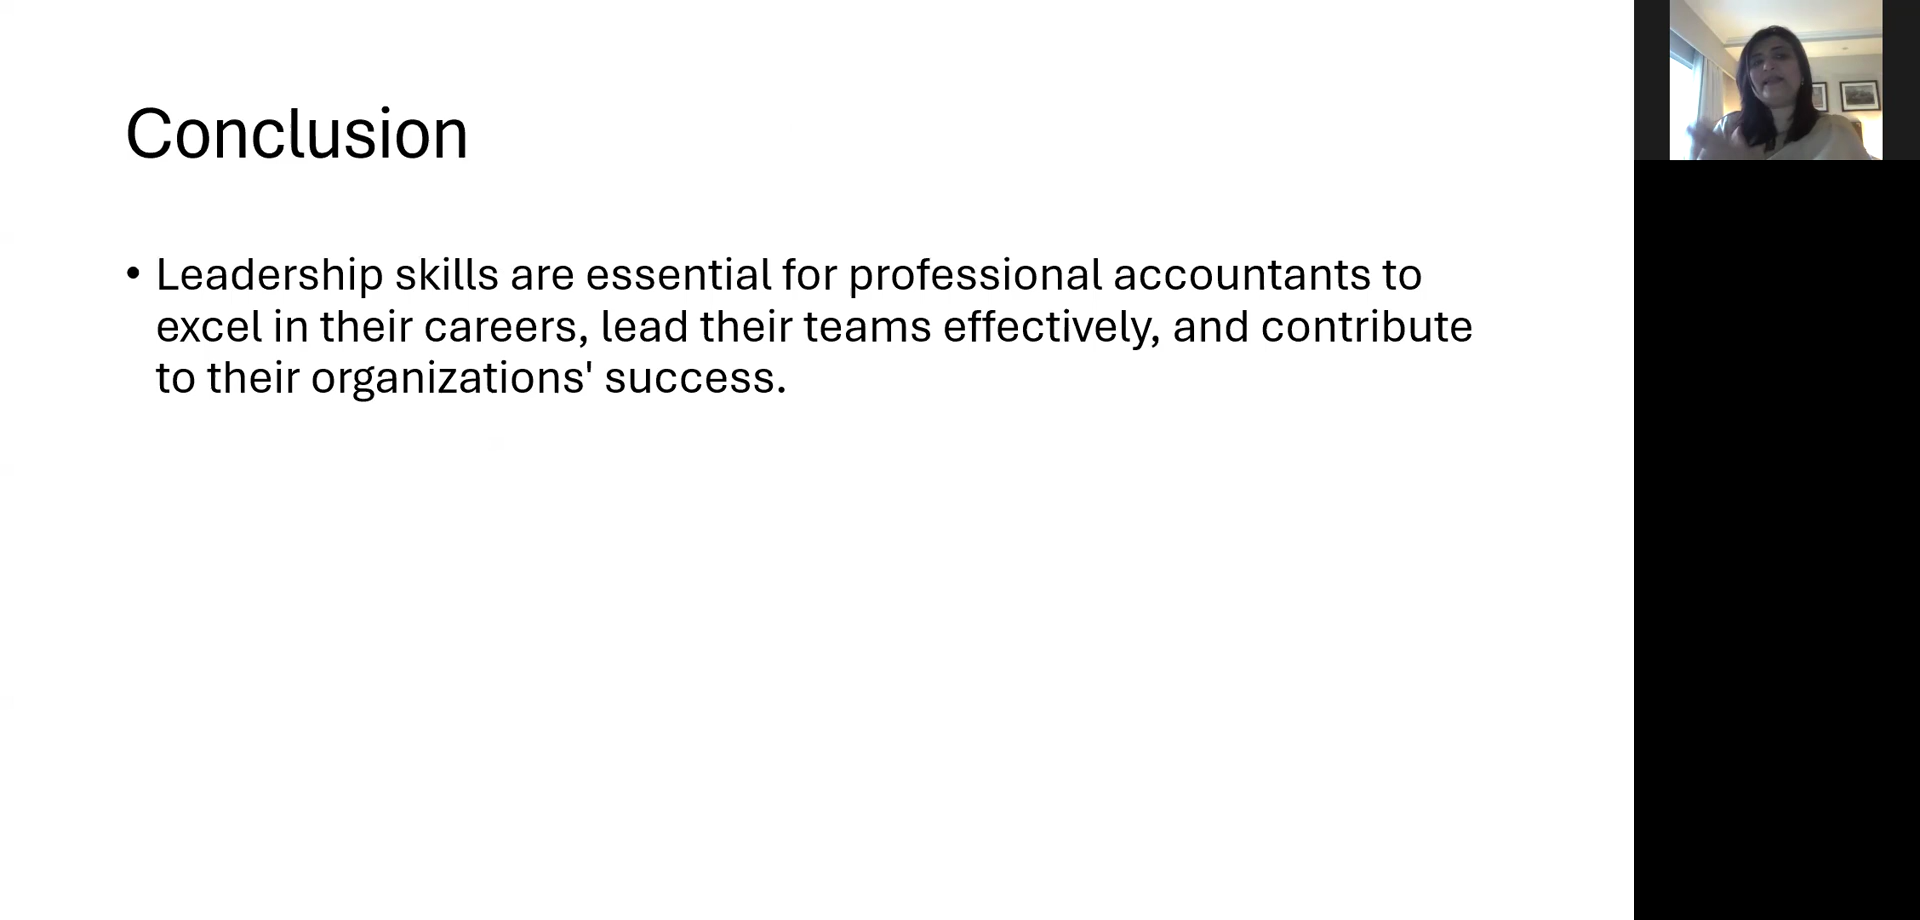 Conclusion
• Leadership skills are essential for professional accountants to
excel in their careers, lead their teams effectively, and contribute
to their organizations' success.